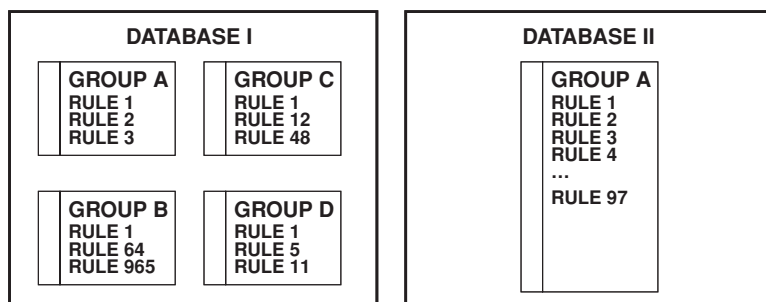 DATABASE I
GROUP A
RULE 1
RULE 2
RULE 3
GROUP C
RULE 1
RULE 12
RULE 48
GROUP B
RULE 1
RULE 64
RULE 965
GROUP D
RULE 1
RULE 5
RULE 11
DATABASE II
GROUP A
RULE 1
RULE 2
RULE 3
RULE 4
...
RULE 97